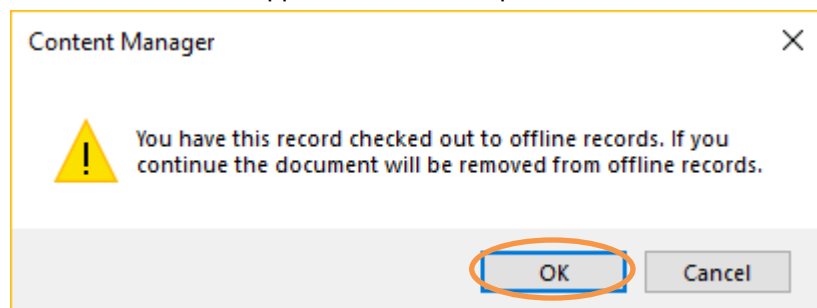 Content Manager
You have this record checked out to offline records. If you
continue the document will be removed from offline records.
OK Cancel